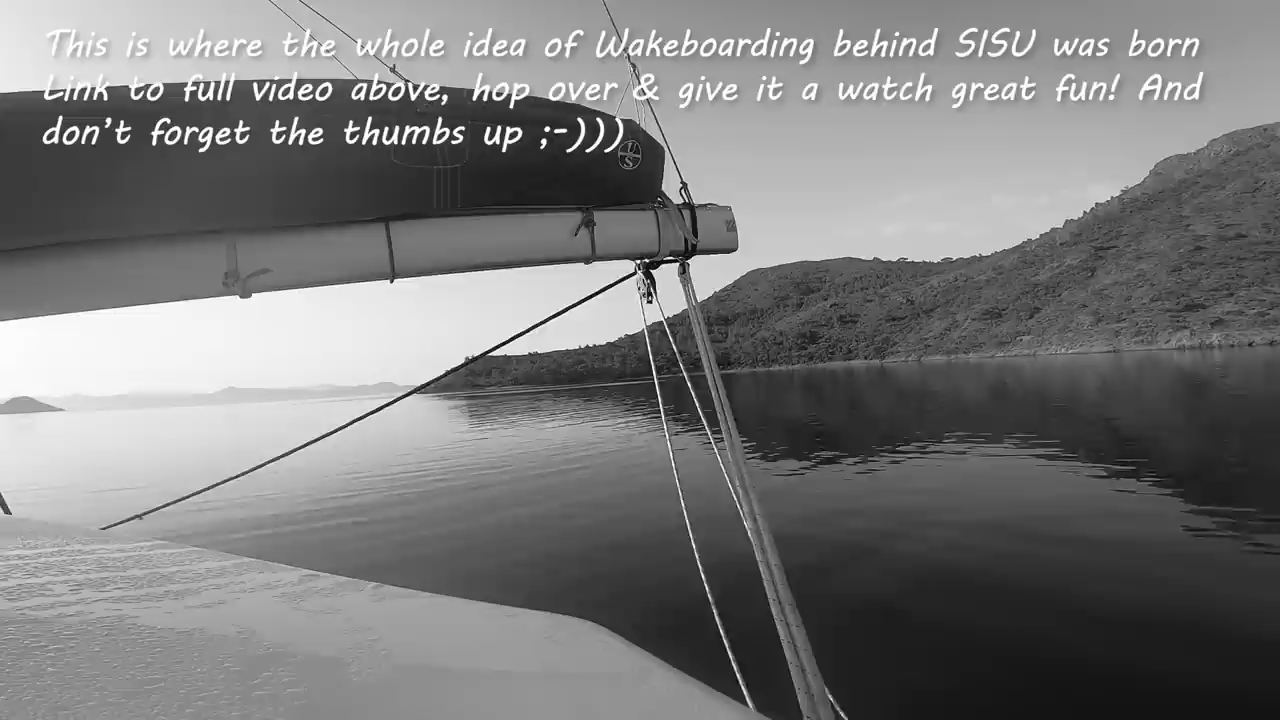 This is where the whole idea of Wakeboarding behind SISU was born
Link to full video above, hop over & give it a watch great fun! And
don't forget the thumbs up ;-)))
US